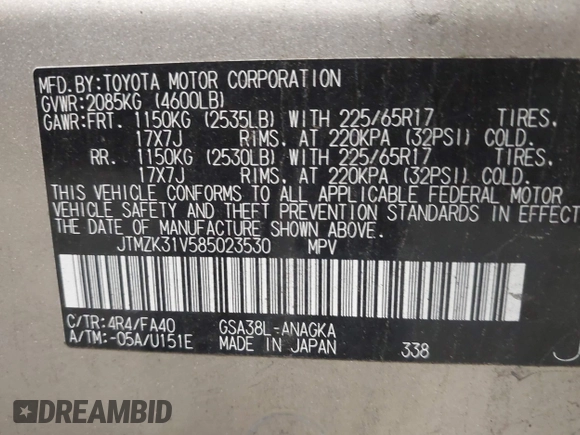 MFD.BY:TOYOTA MOTOR CORPORATION
GVWR:2085KG (4600LB)
GAWR:FRT. 1150KG (2535LB) WITH 225/65R17 TIRES.
17X7J RIMS. AT 220KPA (32PSI) COLD.
RR. 1150KG (2530LB) WITH 225/65R17 TIRES.
17X7J RIMS. AT 220KPA (32PSI) COLD.
THIS VEHICLE CONFORMS TO ALL APPLICABLE FEDERAL MOTOR
VEHICLE SAFETY AND THEFT PREVENTION STANDARDS IN EFFECT
THE DATE OF MANUFACTURE SHOWN ABOVE.
JTMZK31V585023530 MPV
C/TR:4R4/FA40 GSA38L-ANAGKA
A/TM:-05A/U151E MADE IN JAPAN 338
DREAMBID